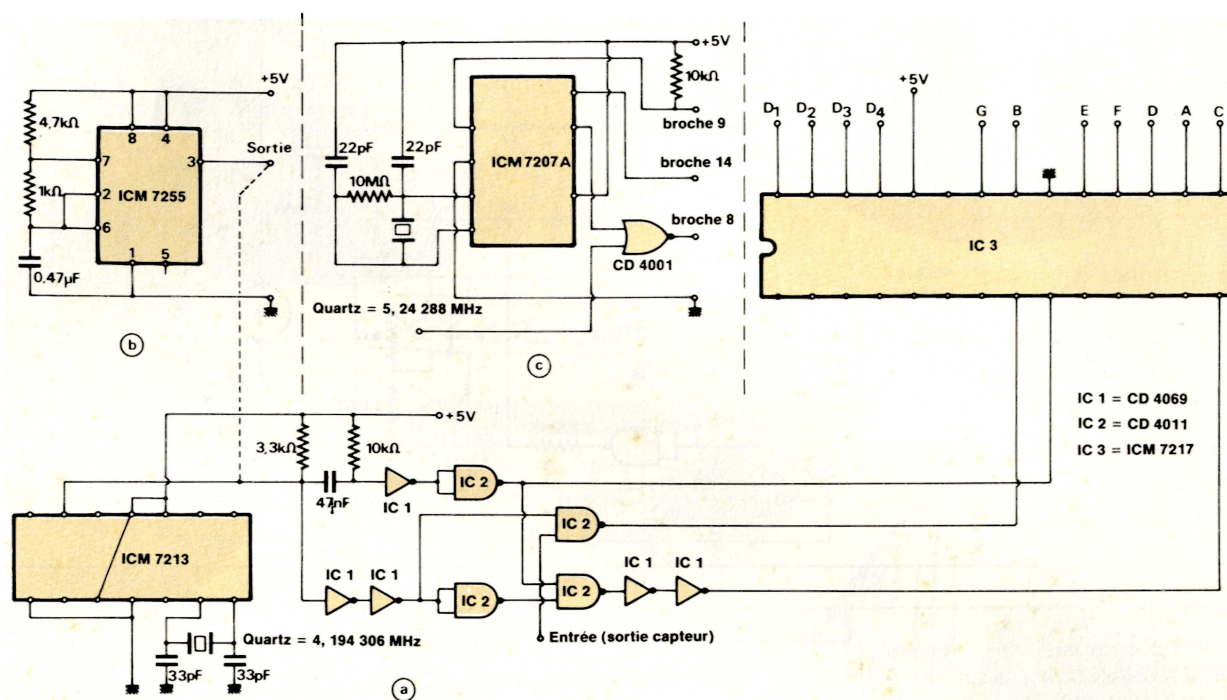 +5V
4,7kΩ
8
4
7
3
Sortie
ICM 7255
1kΩ
2
6
1
5
0,47µF
b
+5V
10kΩ
broche 9
22pF
22pF
ICM 7207A
10MΩ
broche 14
broche 8
CD 4001
Quartz = 5, 24 288 MHz
c
+5V
D1 D2 D3 D4 G B E F D A C
IC 3
IC 1 = CD 4069
IC 2 = CD 4011
IC 3 = ICM 7217
+5V
3,3kΩ
10kΩ
47nF
IC 1
IC 2
IC 2
ICM 7213
IC 1
IC 1
IC 2
IC 2
IC 1
IC 1
Quartz = 4, 194 306 MHz
Entrée (sortie capteur)
33pF
33pF
a